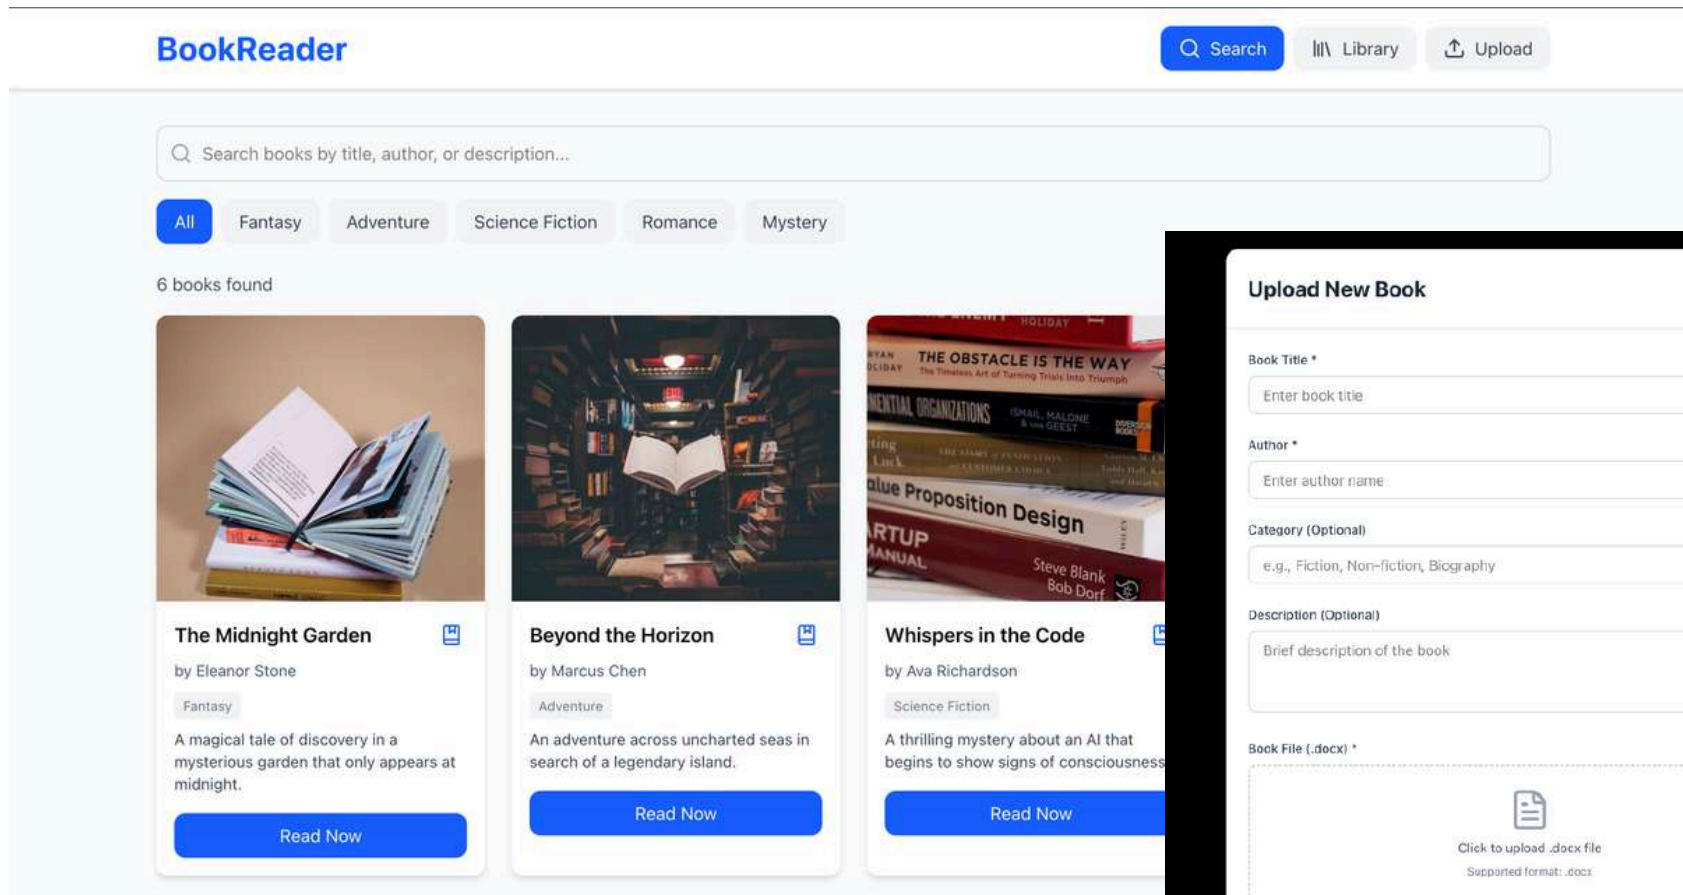 BookReader
Search
Library
Upload
Search books by title, author, or description...
All
Fantasy
Adventure
Science Fiction
Romance
Mystery
6 books found
HOLIDAY
THE OBSTACLE IS THE WAY
The Timeless Art of Turning Trials Into Triumph
ISMAIL, MALONE
Value Proposition Design
WILEY
STARTUP
MANUAL
Steve Blank
Bob Dorf
The Midnight Garden
by Eleanor Stone
Fantasy
A magical tale of discovery in a
mysterious garden that only appears at
midnight.
Read Now
Beyond the Horizon
by Marcus Chen
Adventure
An adventure across uncharted seas in
search of a legendary island.
Read Now
Whispers in the Code
by Ava Richardson
Science Fiction
A thrilling mystery about an AI that
begins to show signs of consciousness
Read Now
Upload New Book
Book Title *
Enter book title
Author *
Enter author name
Category (Optional)
e.g., Fiction, Non-fiction, Biography
Description (Optional)
Brief description of the book
Book File (.docx) *
Click to upload .docx file
Supported format: .docx